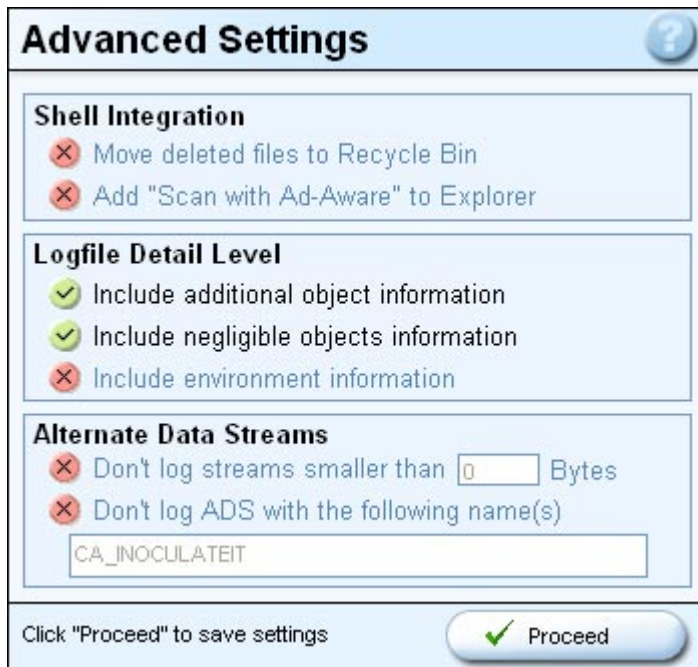 Advanced Settings
?
Shell Integration
Move deleted files to Recycle Bin
Add "Scan with Ad-Aware" to Explorer
Logfile Detail Level
Include additional object information
Include negligible objects information
Include environment information
Alternate Data Streams
Don't log streams smaller than 0 Bytes
Don't log ADS with the following name(s)
CA_INOCULATEIT
Click "Proceed" to save settings
Proceed